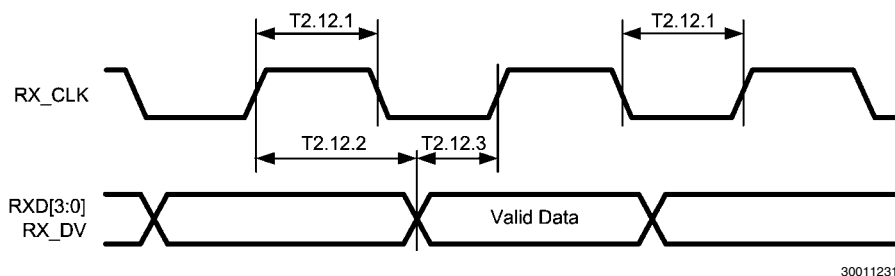 T2.12.1 T2.12.1
RX_CLK
T2.12.2 T2.12.3
RXD[3:0]
RX_DV
Valid Data
30011231